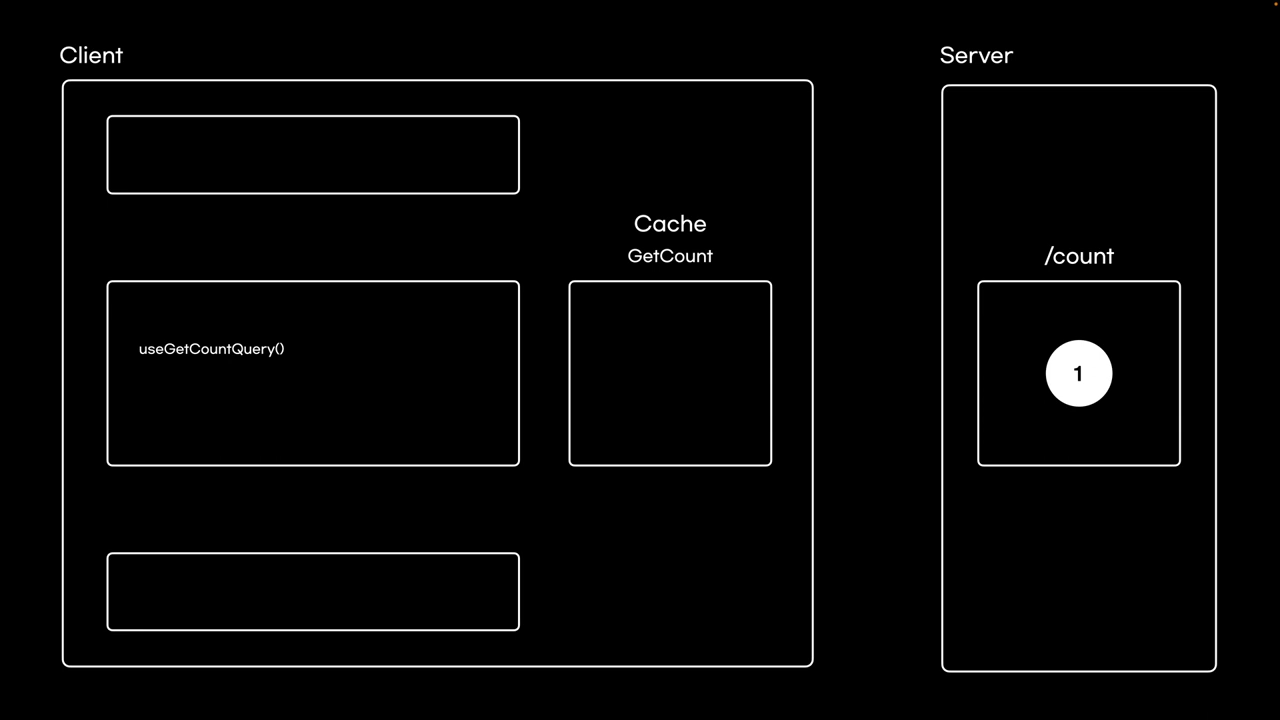 Client
Server
Cache
GetCount
/count
useGetCountQuery()
1